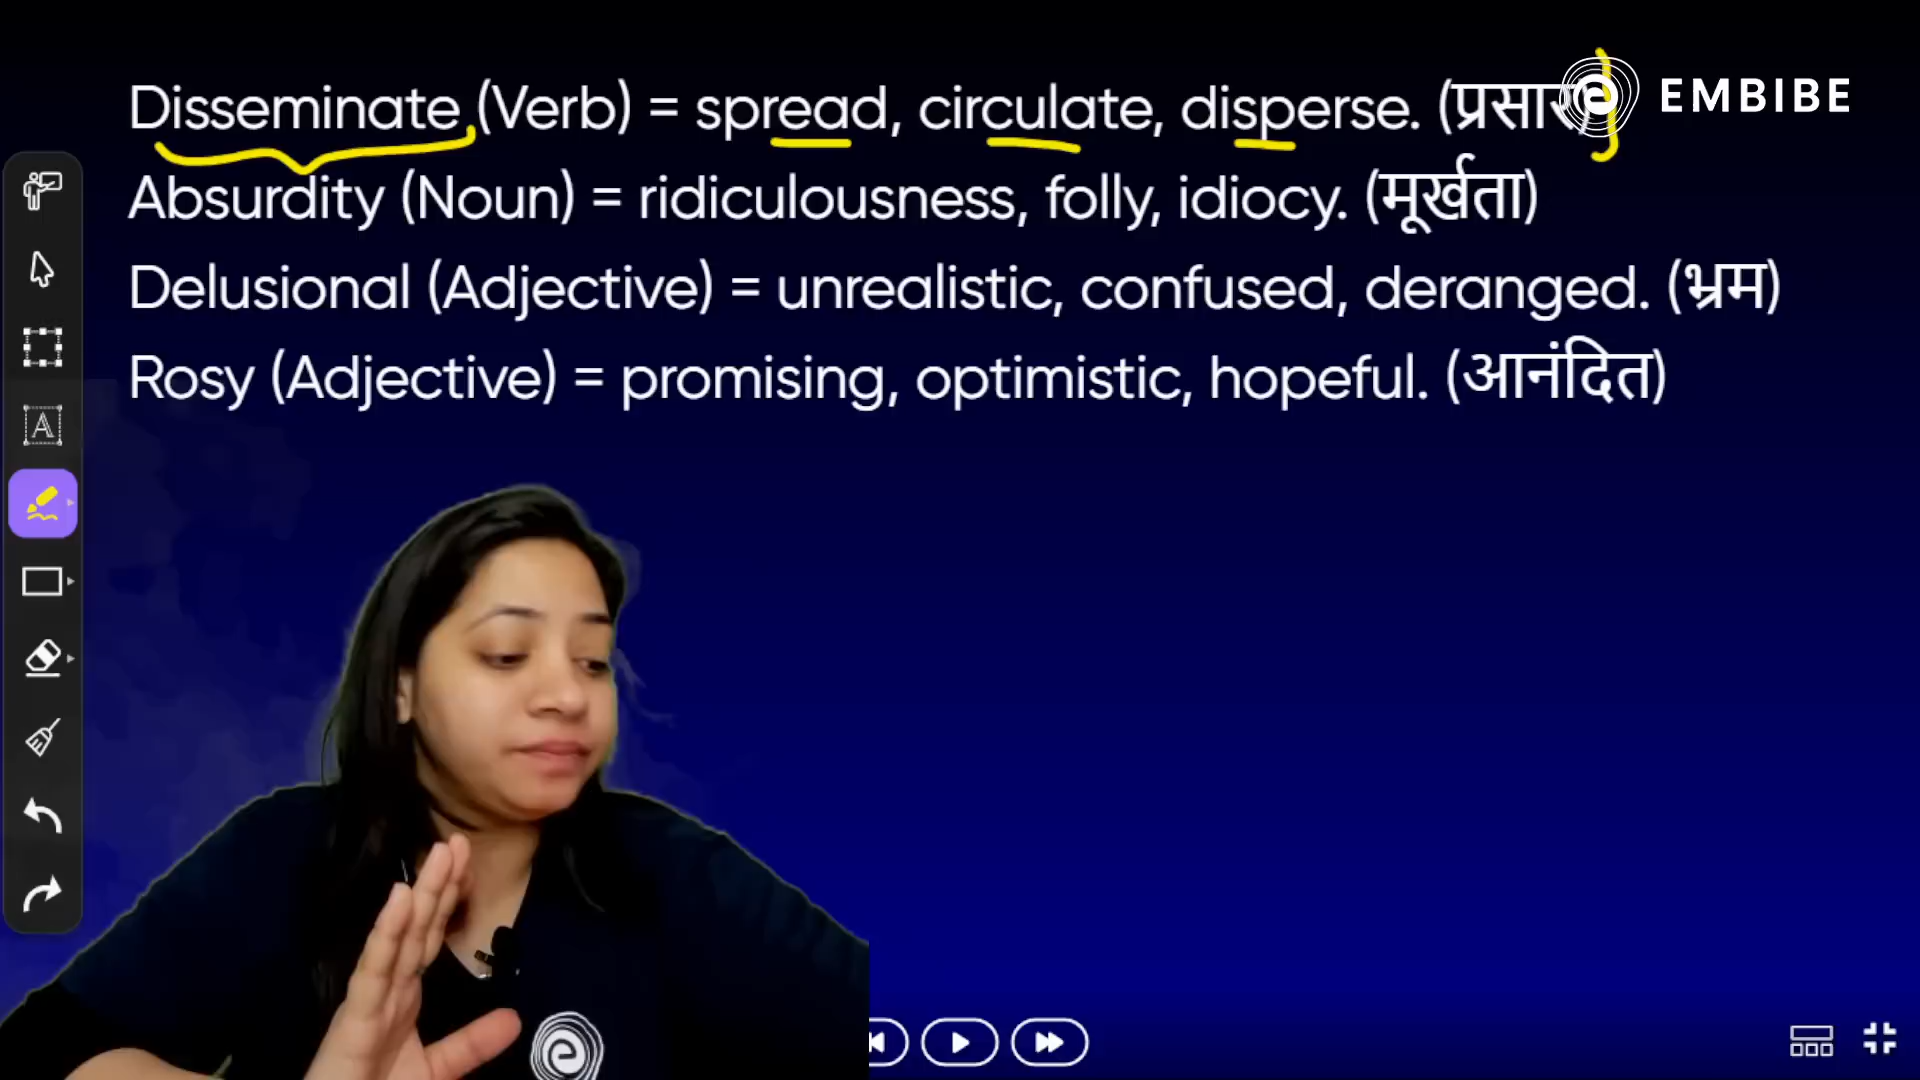 Disseminate (Verb) = spread, circulate, disperse. (प्रसार)
EMBIBE
Absurdity (Noun) = ridiculousness, folly, idiocy. (मूर्खता)
Delusional (Adjective) = unrealistic, confused, deranged. (भ्रम)
Rosy (Adjective) = promising, optimistic, hopeful. (आनंदित)
A
e